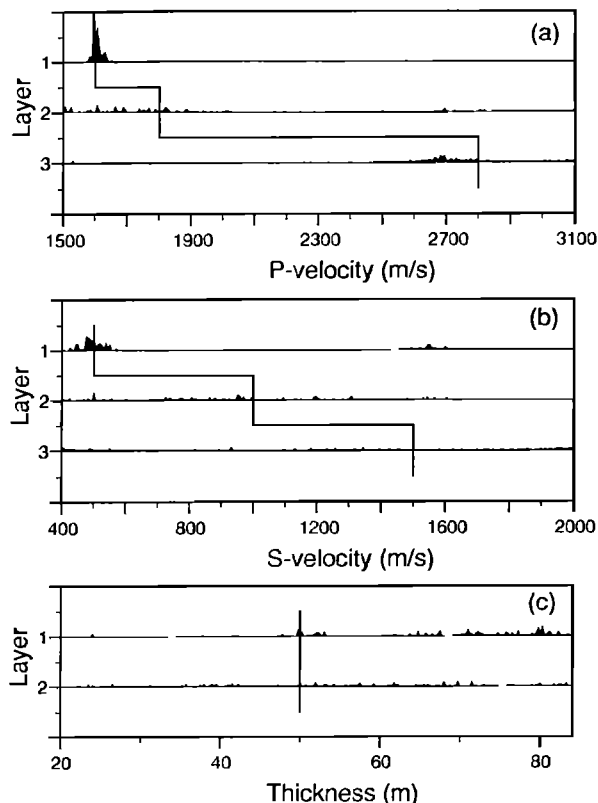 (a)
Layer
1
2
3
1500 1900 2300 2700 3100
P-velocity (m/s)
(b)
Layer
1
2
3
400 800 1200 1600 2000
S-velocity (m/s)
(c)
Layer
1
2
20 40 60 80
Thickness (m)